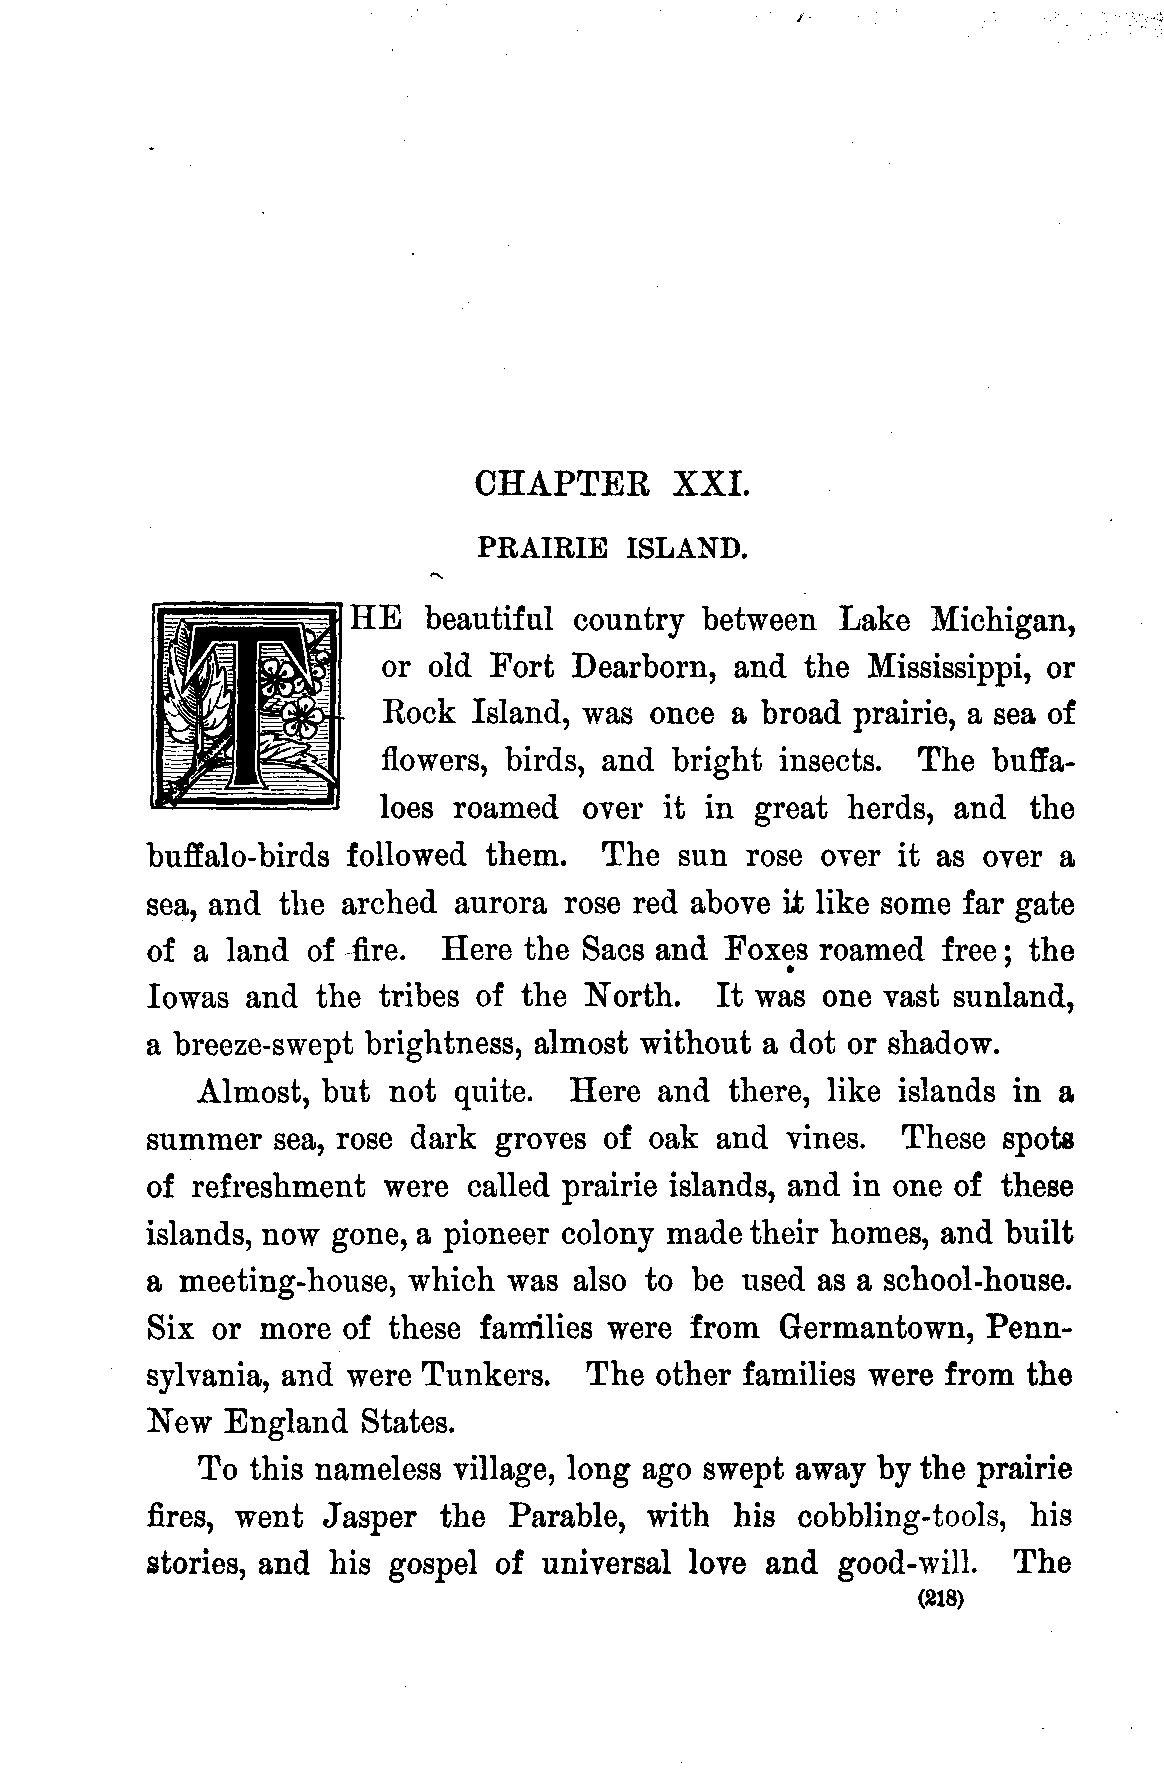 CHAPTER XXI.
PRAIRIE ISLAND.
THE beautiful country between Lake Michigan,
or old Fort Dearborn, and the Mississippi, or
Rock Island, was once a broad prairie, a sea of
flowers, birds, and bright insects. The buffa-
loes roamed over it in great herds, and the
buffalo-birds followed them. The sun rose over it as over a
sea, and the arched aurora rose red above it like some far gate
of a land of fire. Here the Sacs and Foxes roamed free; the
Iowas and the tribes of the North. It was one vast sunland,
a breeze-swept brightness, almost without a dot or shadow.
Almost, but not quite. Here and there, like islands in a
summer sea, rose dark groves of oak and vines. These spots
of refreshment were called prairie islands, and in one of these
islands, now gone, a pioneer colony made their homes, and built
a meeting-house, which was also to be used as a school-house.
Six or more of these families were from Germantown, Penn-
sylvania, and were Tunkers. The other families were from the
New England States.
To this nameless village, long ago swept away by the prairie
fires, went Jasper the Parable, with his cobbling-tools, his
stories, and his gospel of universal love and good-will. The
(218)